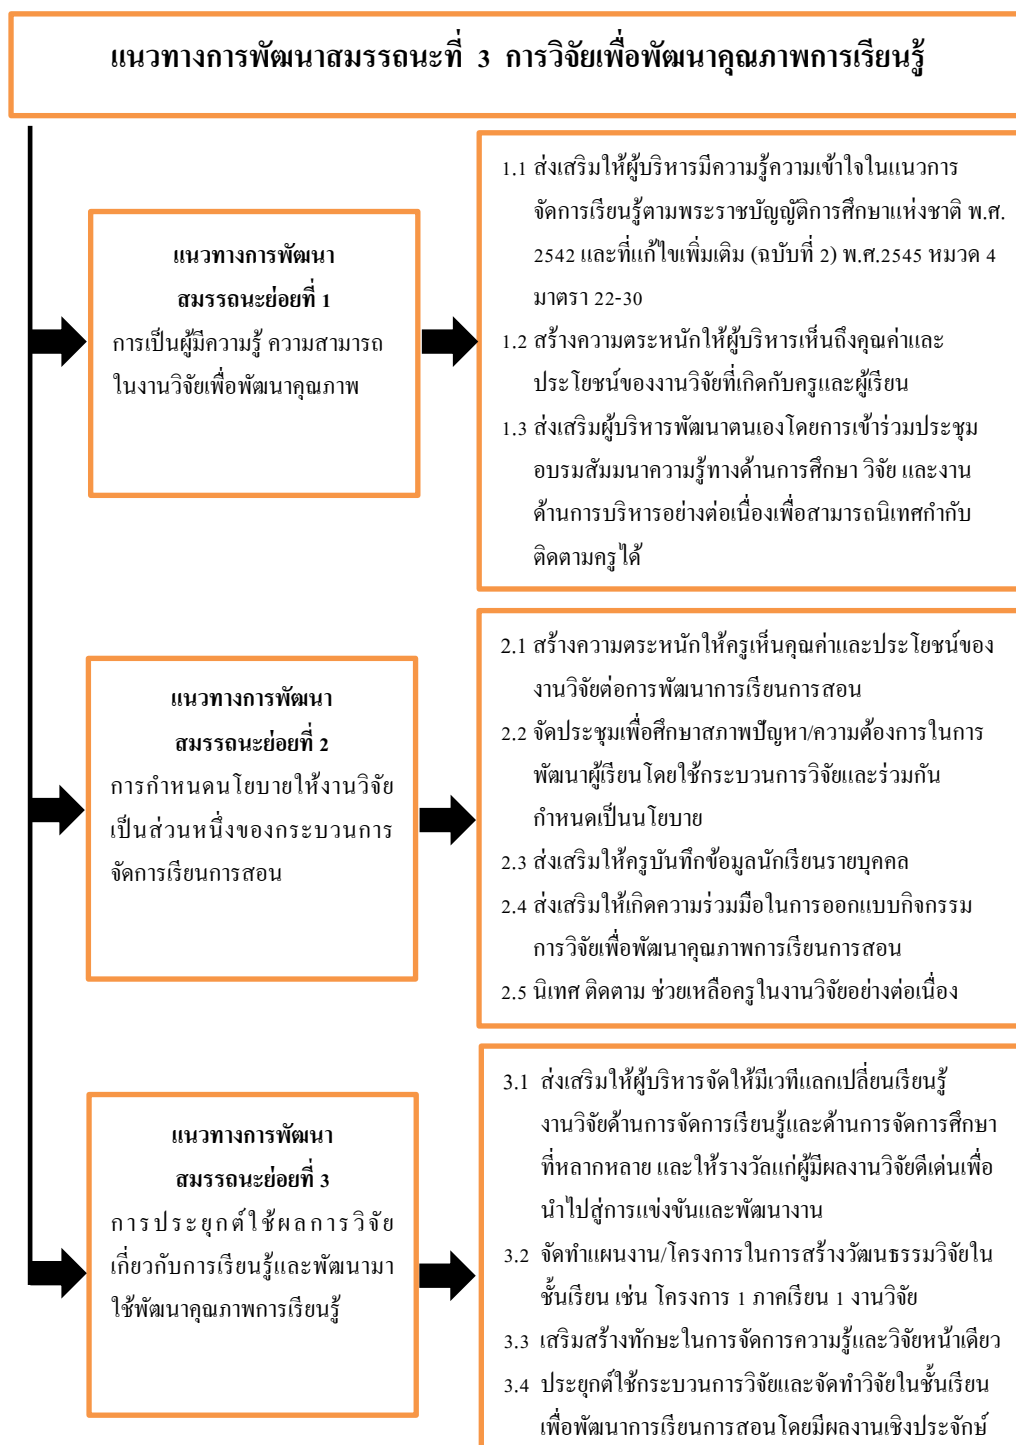 แนวทางการพัฒนาสมรรถนะที่ 3 การวิจัยเพื่อพัฒนาคุณภาพการเรียนรู้
แนวทางการพัฒนา
สมรรถนะย่อยที่ 1
การเป็นผู้มีความรู้ ความสามารถ
ในงานวิจัยเพื่อพัฒนาคุณภาพ
1.1 ส่งเสริมให้ผู้บริหารมีความรู้ความเข้าใจในแนวการ
จัดการเรียนรู้ตามพระราชบัญญัติการศึกษาแห่งชาติ พ.ศ.
2542 และที่แก้ไขเพิ่มเติม (ฉบับที่ 2) พ.ศ.2545 หมวด 4
มาตรา 22-30
1.2 สร้างความตระหนักให้ผู้บริหารเห็นถึงคุณค่าและ
ประโยชน์ของงานวิจัยที่เกิดกับครูและผู้เรียน
1.3 ส่งเสริมผู้บริหารพัฒนาตนเองโดยการเข้าร่วมประชุม
อบรมสัมมนาความรู้ทางด้านการศึกษา วิจัย และงาน
ด้านการบริหารอย่างต่อเนื่องเพื่อสามารถนิเทศกำกับ
ติดตามครูได้
แนวทางการพัฒนา
สมรรถนะย่อยที่ 2
การกำหนดนโยบายให้งานวิจัย
เป็นส่วนหนึ่งของกระบวนการ
จัดการเรียนการสอน
2.1 สร้างความตระหนักให้ครูเห็นคุณค่าและประโยชน์ของ
งานวิจัยต่อการพัฒนาการเรียนการสอน
2.2 จัดประชุมเพื่อศึกษาสภาพปัญหา/ความต้องการในการ
พัฒนาผู้เรียนโดยใช้กระบวนการวิจัยและร่วมกัน
กำหนดเป็นนโยบาย
2.3 ส่งเสริมให้ครูบันทึกข้อมูลนักเรียนรายบุคคล
2.4 ส่งเสริมให้เกิดความร่วมมือในการออกแบบกิจกรรม
การวิจัยเพื่อพัฒนาคุณภาพการเรียนการสอน
2.5 นิเทศ ติดตาม ช่วยเหลือครูในงานวิจัยอย่างต่อเนื่อง
แนวทางการพัฒนา
สมรรถนะย่อยที่ 3
การประยุกต์ใช้ผลการวิจัย
เกี่ยวกับการเรียนรู้และพัฒนามา
ใช้พัฒนาคุณภาพการเรียนรู้
3.1 ส่งเสริมให้ผู้บริหารจัดให้มีเวทีแลกเปลี่ยนเรียนรู้
งานวิจัยด้านการจัดการเรียนรู้และด้านการจัดการศึกษา
ที่หลากหลาย และให้รางวัลแก่ผู้มีผลงานวิจัยดีเด่นเพื่อ
นำไปสู่การแข่งขันและพัฒนางาน
3.2 จัดทำแผนงาน/โครงการในการสร้างวัฒนธรรมวิจัยใน
ชั้นเรียน เช่น โครงการ 1 ภาคเรียน 1 งานวิจัย
3.3 เสริมสร้างทักษะในการจัดการความรู้และวิจัยหน้าเดียว
3.4 ประยุกต์ใช้กระบวนการวิจัยและจัดทำวิจัยในชั้นเรียน
เพื่อพัฒนาการเรียนการสอนโดยมีผลงานเชิงประจักษ์